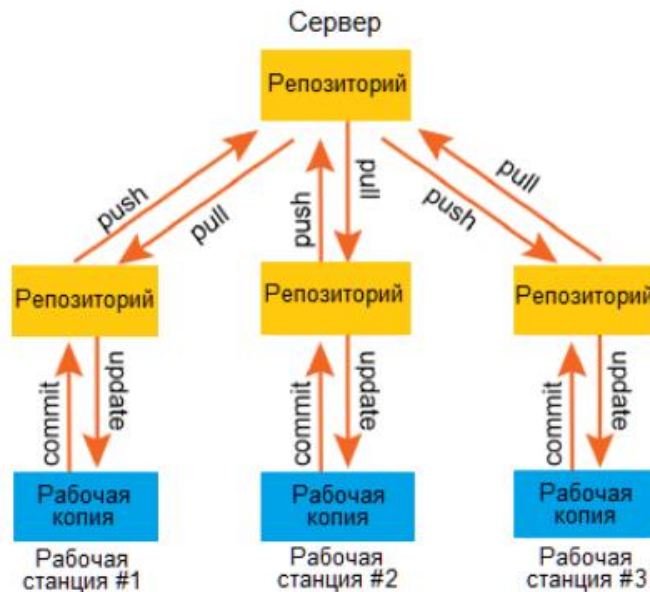 Сервер
Репозиторий
push
pull
push
pull
push
pull
Репозиторий
Репозиторий
Репозиторий
commit
update
commit
update
commit
update
Рабочая
копия
Рабочая
копия
Рабочая
копия
Рабочая
станция #1
Рабочая
станция #2
Рабочая
станция #3